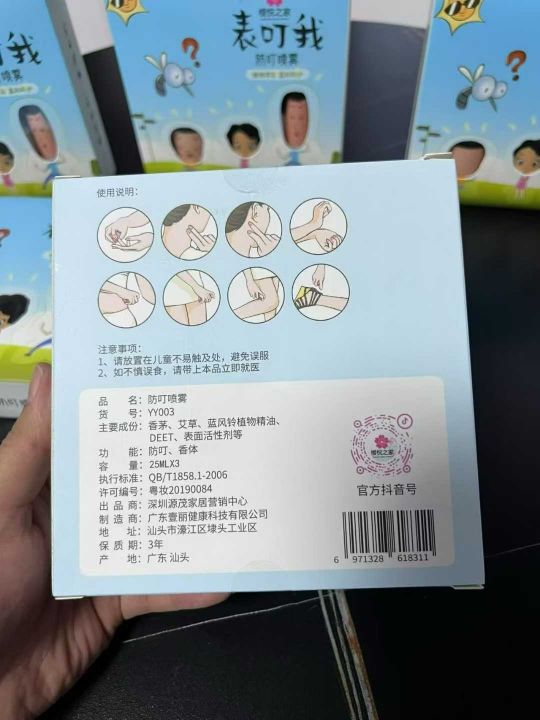 樱悦之家
表叮我
防叮喷雾
使用说明：
注意事项：
1、请放置在儿童不易触及处，避免误服
2、如不慎误食，请带上本品立即就医
品　名：防叮喷雾
货　号：YY003
主要成份：香茅、艾草、蓝风铃植物精油、
DEET、表面活性剂等
功　能：防叮、香体
容　量：25MLX3
执行标准：QB/T1858.1-2006
许可编号：粤妆20190084
出 品 商：深圳源茂家居营销中心
制 造 商：广东壹丽健康科技有限公司
地　址：汕头市濠江区埭头工业区
保 质 期：3年
产　地：广东 汕头
樱悦之家
官方抖音号
6 971328 618311